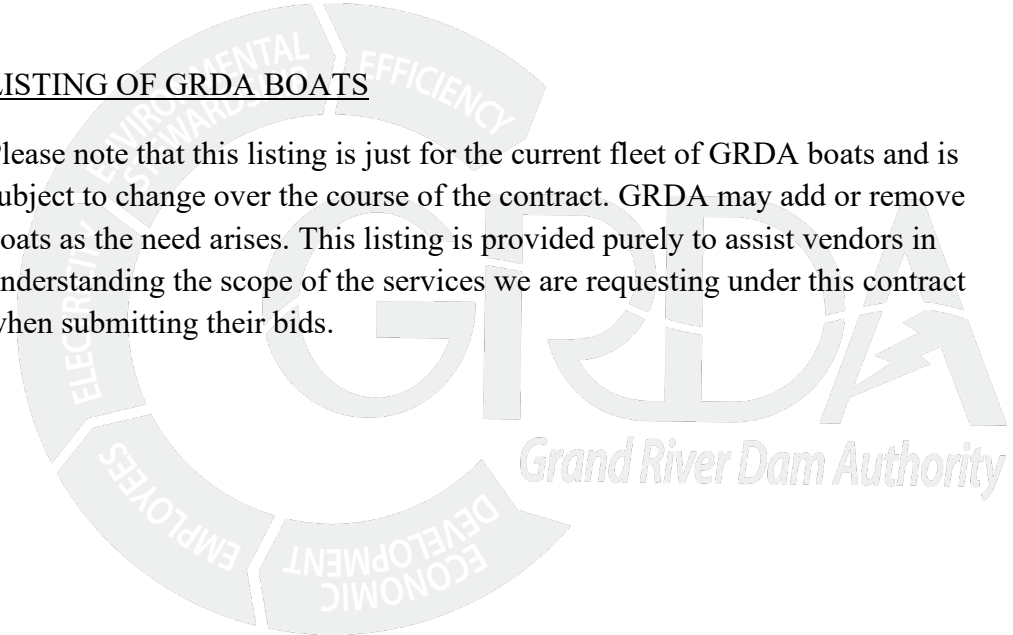 LISTING OF GRDA BOATS
Please note that this listing is just for the current fleet of GRDA boats and is
subject to change over the course of the contract. GRDA may add or remove
boats as the need arises. This listing is provided purely to assist vendors in
understanding the scope of the services we are requesting under this contract
when submitting their bids.
ENVIRONMENTAL
STEWARDSHIP
EFFICIENCY
ELECTRICITY
EMPLOYEES
ECONOMIC
DEVELOPMENT
GRDA
Grand River Dam Authority